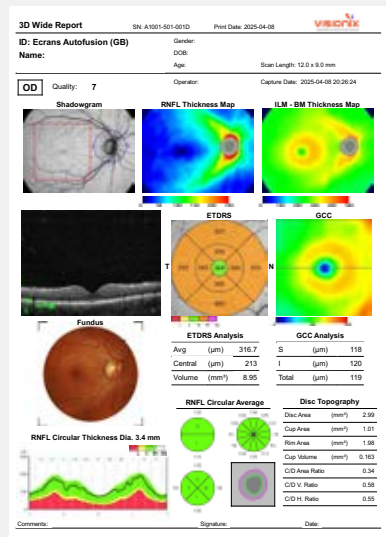 3D Wide Report
SN: A1001-501-001D
Print Date: 2025-04-08
VISIONIX
ID: Ecrans Autofusion (GB)
Name:
Gender:
DOB:
Age:
Scan Length: 12.0 x 9.0 mm
OD
Quality: 7
Operator:
Capture Date: 2025-04-08 20:26:24
Shadowgram
RNFL Thickness Map
ILM - BM Thickness Map
ETDRS
GCC
T
N
Fundus
ETDRS Analysis
Avg (µm) 316.7
Central (µm) 213
Volume (mm³) 8.95
GCC Analysis
S (µm) 118
I (µm) 120
Total (µm) 119
RNFL Circular Average
Disc Topography
Disc Area (mm²) 2.99
Cup Area (mm²) 1.01
Rim Area (mm²) 1.98
Cup Volume (mm³) 0.163
C/D Area Ratio 0.34
C/D V. Ratio 0.58
C/D H. Ratio 0.55
RNFL Circular Thickness Dia. 3.4 mm
Comments:
Signature:
Date: